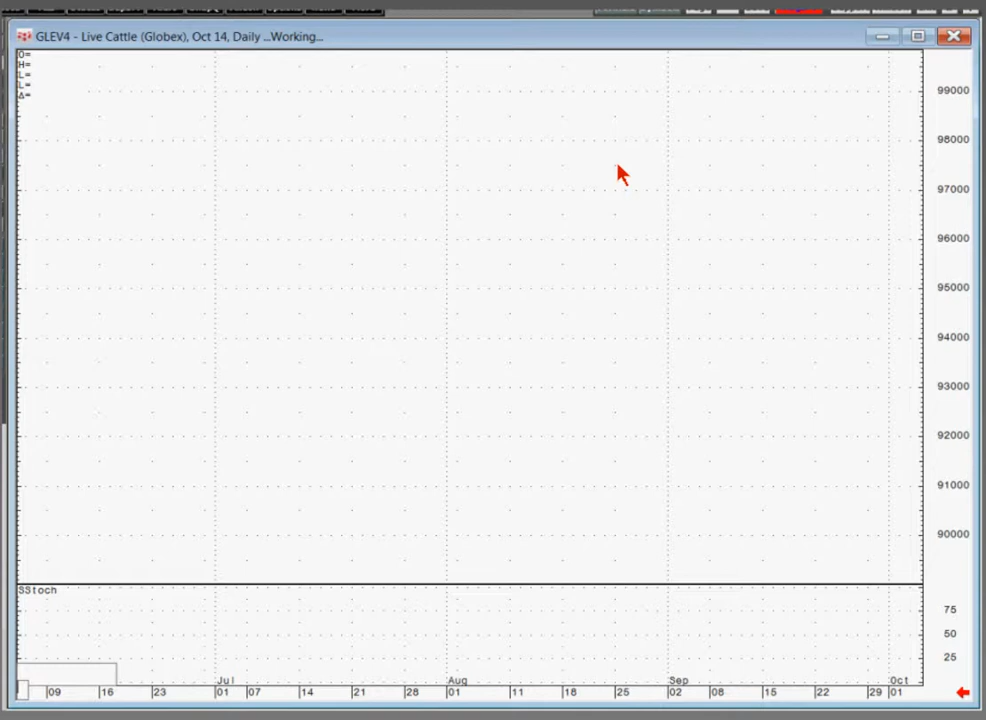 GLEV4 - Live Cattle (Globex), Oct 14, Daily ...Working...
O=
H=
L=
L=
Δ=
99000
98000
97000
96000
95000
94000
93000
92000
91000
90000
SStoch
75
50
25
Jul
Aug
Sep
Oct
09
16
23
01
07
14
21
28
01
11
18
25
02
08
15
22
29
01